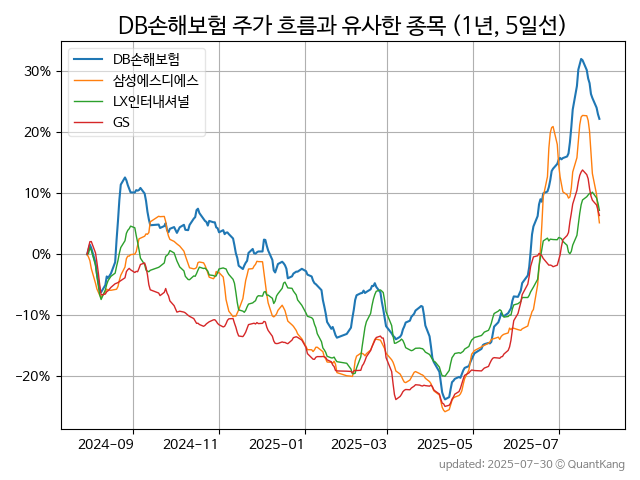 DB손해보험 주가 흐름과 유사한 종목 (1년, 5일선)
DB손해보험
삼성에스디에스
LX인터내셔널
GS
30%
20%
10%
0%
−10%
−20%
2024-09
2024-11
2025-01
2025-03
2025-05
2025-07
updated: 2025-07-30 © QuantKang